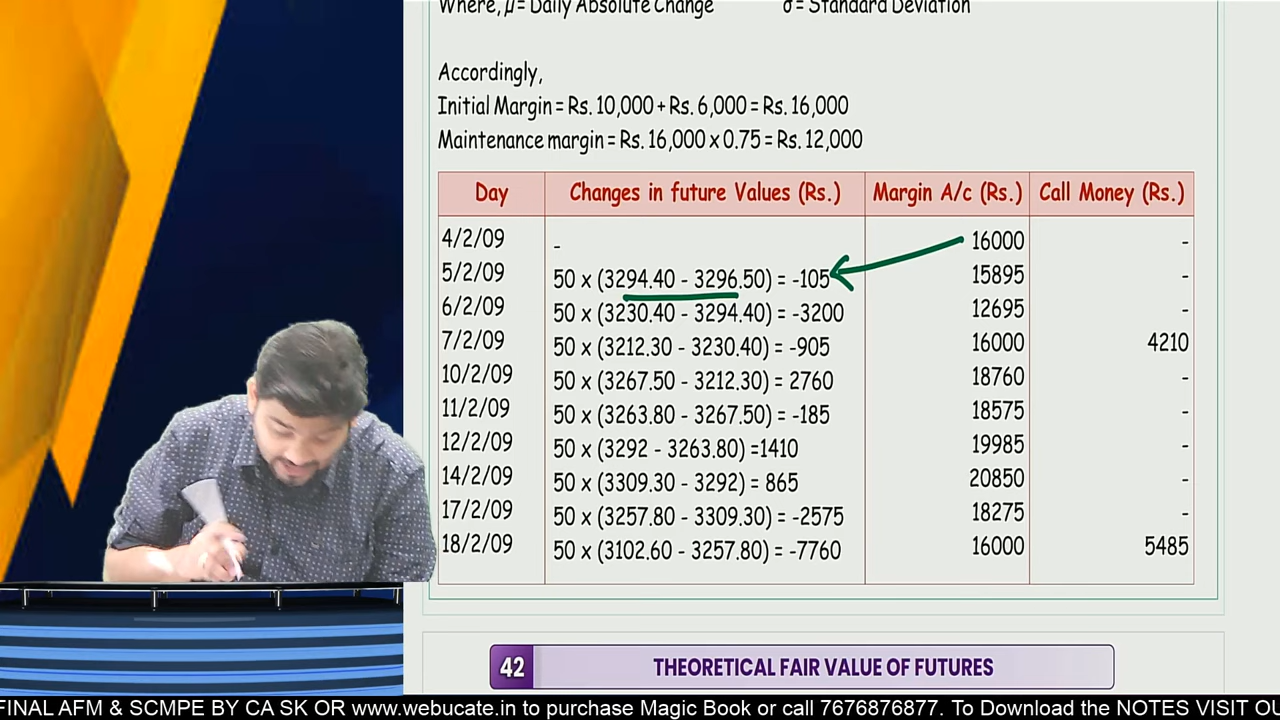 Where, μ = Daily Absolute Change σ = Standard Deviation
Accordingly,
Initial Margin = Rs. 10,000 + Rs. 6,000 = Rs. 16,000
Maintenance margin = Rs. 16,000 x 0.75 = Rs. 12,000
Day Changes in future Values (Rs.) Margin A/c (Rs.) Call Money (Rs.)
4/2/09 - 16000 -
5/2/09 50 x (3294.40 - 3296.50) = -105 15895 -
6/2/09 50 x (3230.40 - 3294.40) = -3200 12695 -
7/2/09 50 x (3212.30 - 3230.40) = -905 16000 4210
10/2/09 50 x (3267.50 - 3212.30) = 2760 18760 -
11/2/09 50 x (3263.80 - 3267.50) = -185 18575 -
12/2/09 50 x (3292 - 3263.80) =1410 19985 -
14/2/09 50 x (3309.30 - 3292) = 865 20850 -
17/2/09 50 x (3257.80 - 3309.30) = -2575 18275 -
18/2/09 50 x (3102.60 - 3257.80) = -7760 16000 5485
42 THEORETICAL FAIR VALUE OF FUTURES
FINAL AFM & SCMPE BY CA SK OR www.webucate.in to purchase Magic Book or call 7676876877. To Download the NOTES VISIT OU